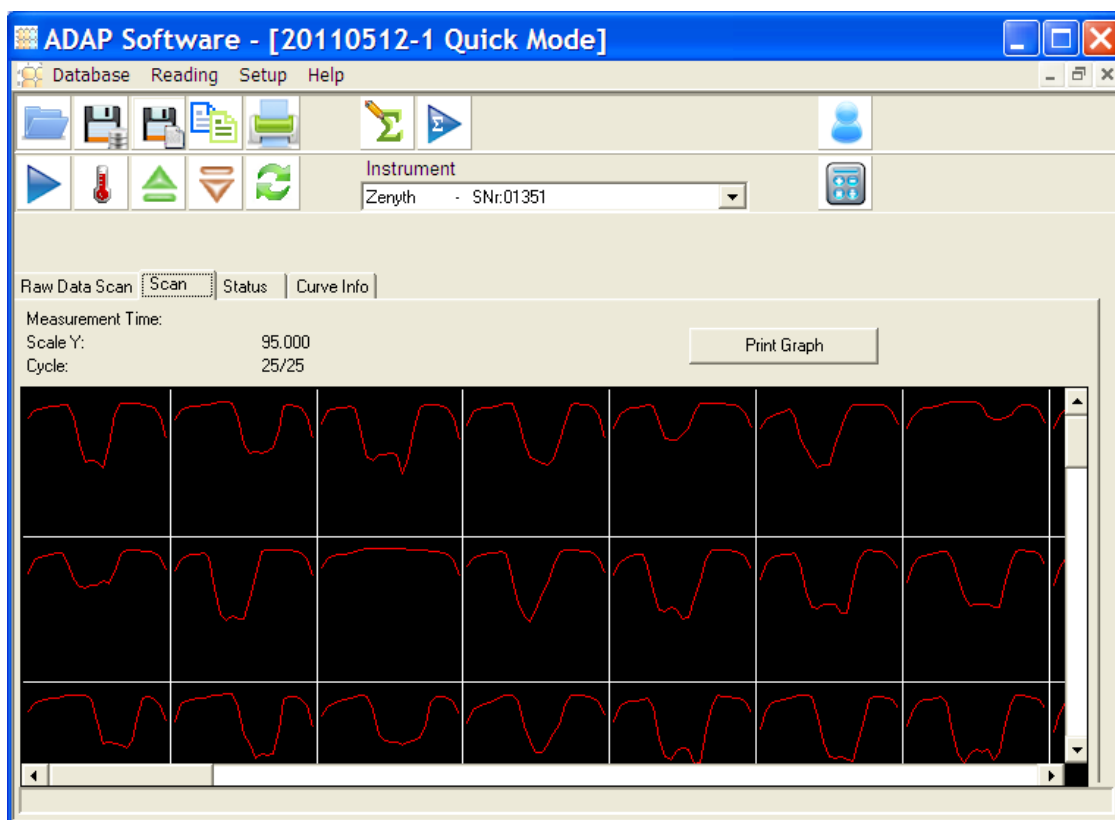 ADAP Software - [20110512-1 Quick Mode]
Database Reading Setup Help
Instrument
Zenyth - SNr:01351
Raw Data Scan Scan Status Curve Info
Measurement Time:
Scale Y: 95.000
Print Graph
Cycle: 25/25